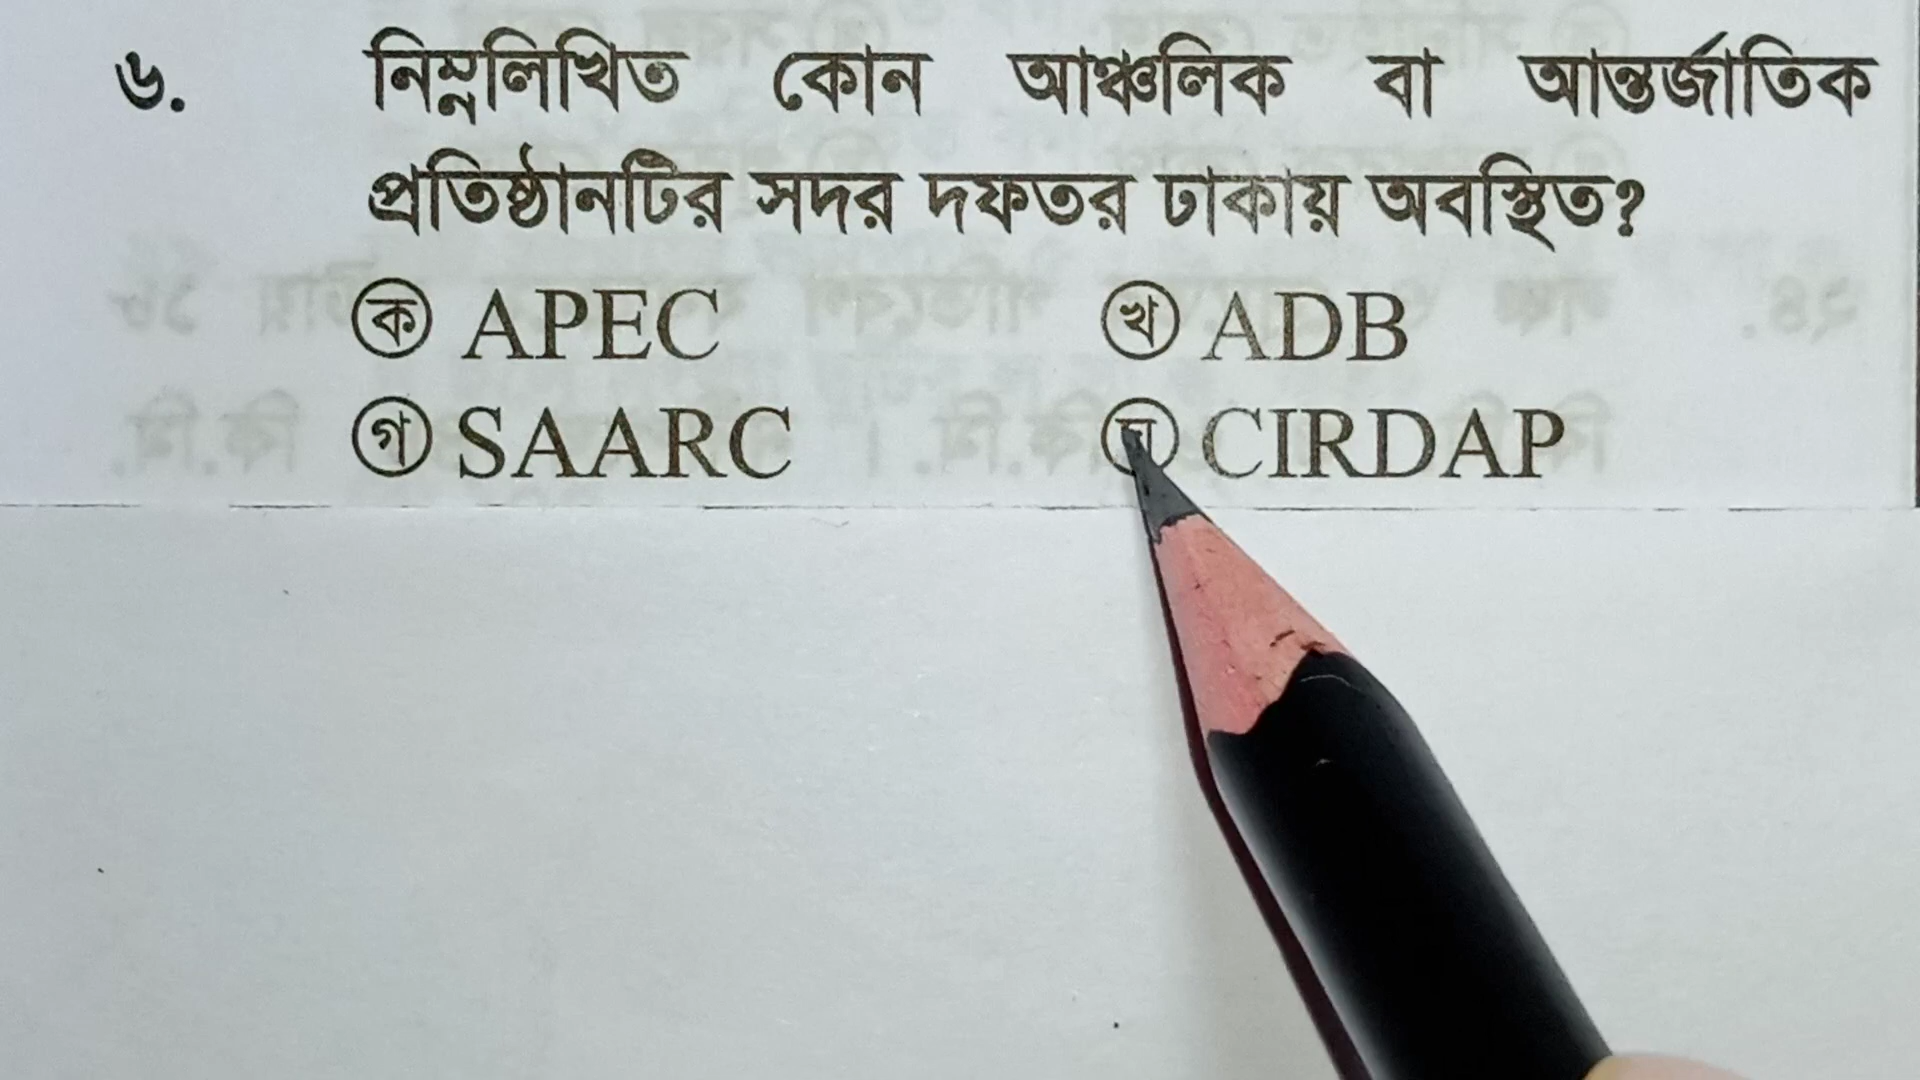 ৬. নিম্নলিখিত কোন আঞ্চলিক বা আন্তর্জাতিক
প্রতিষ্ঠানটির সদর দফতর ঢাকায় অবস্থিত?
ক APEC খ ADB
গ SAARC ঘ CIRDAP